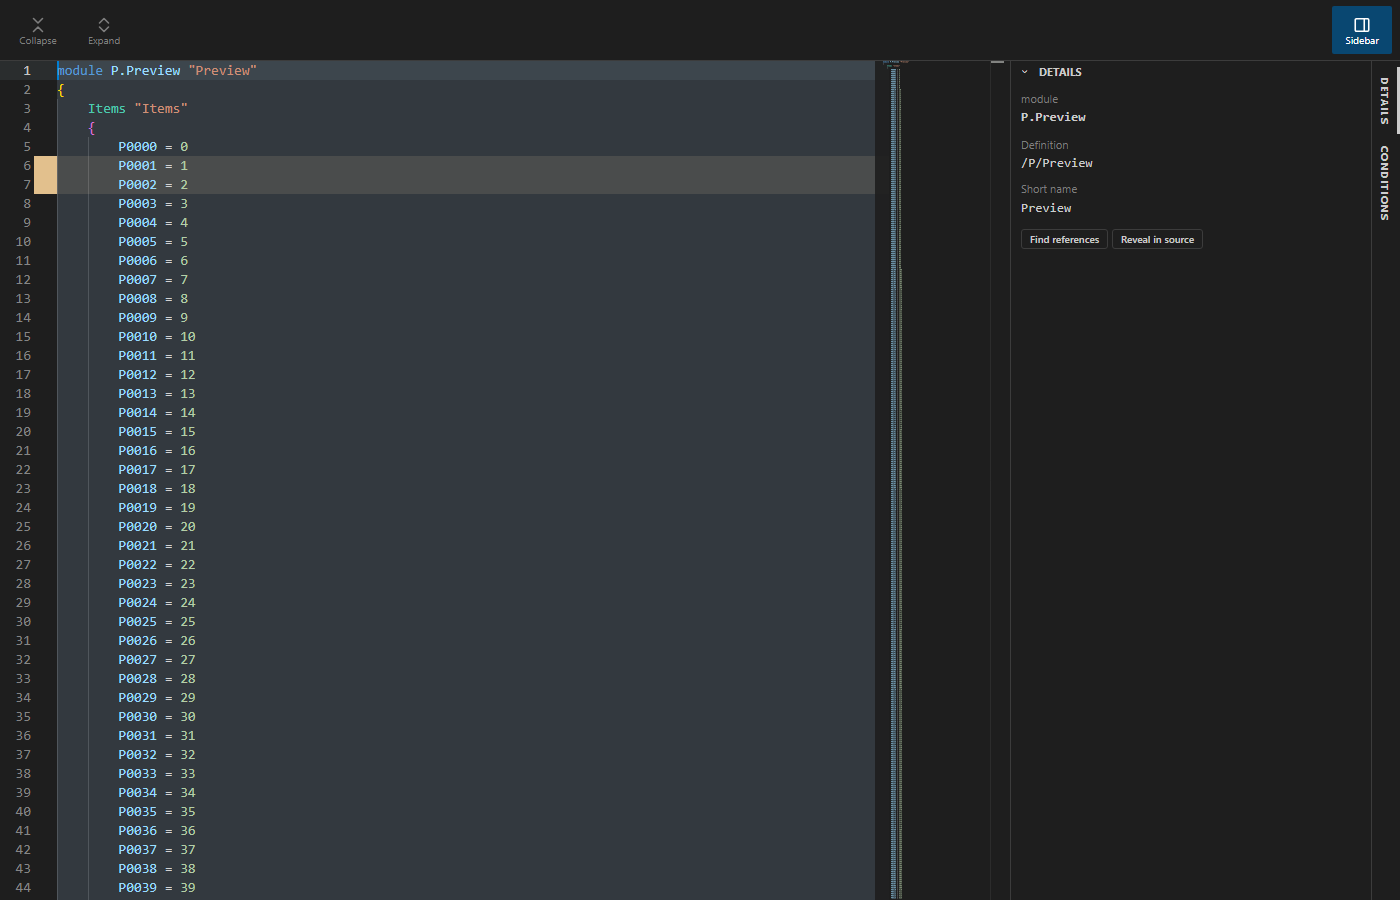 Collapse
Expand
Sidebar
1 module P.Preview "Preview"
2 {
3 Items "Items"
4 {
5 P0000 = 0
6 P0001 = 1
7 P0002 = 2
8 P0003 = 3
9 P0004 = 4
10 P0005 = 5
11 P0006 = 6
12 P0007 = 7
13 P0008 = 8
14 P0009 = 9
15 P0010 = 10
16 P0011 = 11
17 P0012 = 12
18 P0013 = 13
19 P0014 = 14
20 P0015 = 15
21 P0016 = 16
22 P0017 = 17
23 P0018 = 18
24 P0019 = 19
25 P0020 = 20
26 P0021 = 21
27 P0022 = 22
28 P0023 = 23
29 P0024 = 24
30 P0025 = 25
31 P0026 = 26
32 P0027 = 27
33 P0028 = 28
34 P0029 = 29
35 P0030 = 30
36 P0031 = 31
37 P0032 = 32
38 P0033 = 33
39 P0034 = 34
40 P0035 = 35
41 P0036 = 36
42 P0037 = 37
43 P0038 = 38
44 P0039 = 39
DETAILS
module
P.Preview
Definition
/P/Preview
Short name
Preview
Find references
Reveal in source
DETAILS
CONDITIONS